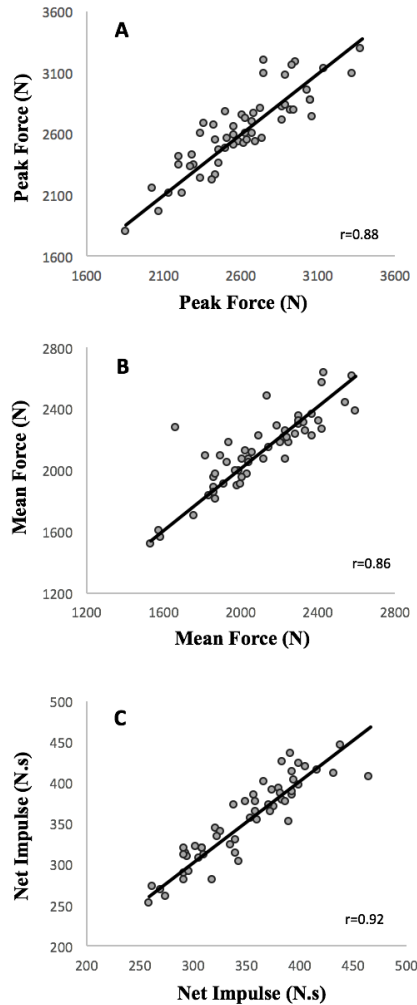 A
3600
3100
2600
2100
1600
Peak Force (N)
r=0.88
1600 2100 2600 3100 3600
Peak Force (N)
B
2800
2400
2000
1600
1200
Mean Force (N)
r=0.86
1200 1600 2000 2400 2800
Mean Force (N)
C
500
450
400
350
300
250
200
Net Impulse (N.s)
r=0.92
200 250 300 350 400 450 500
Net Impulse (N.s)